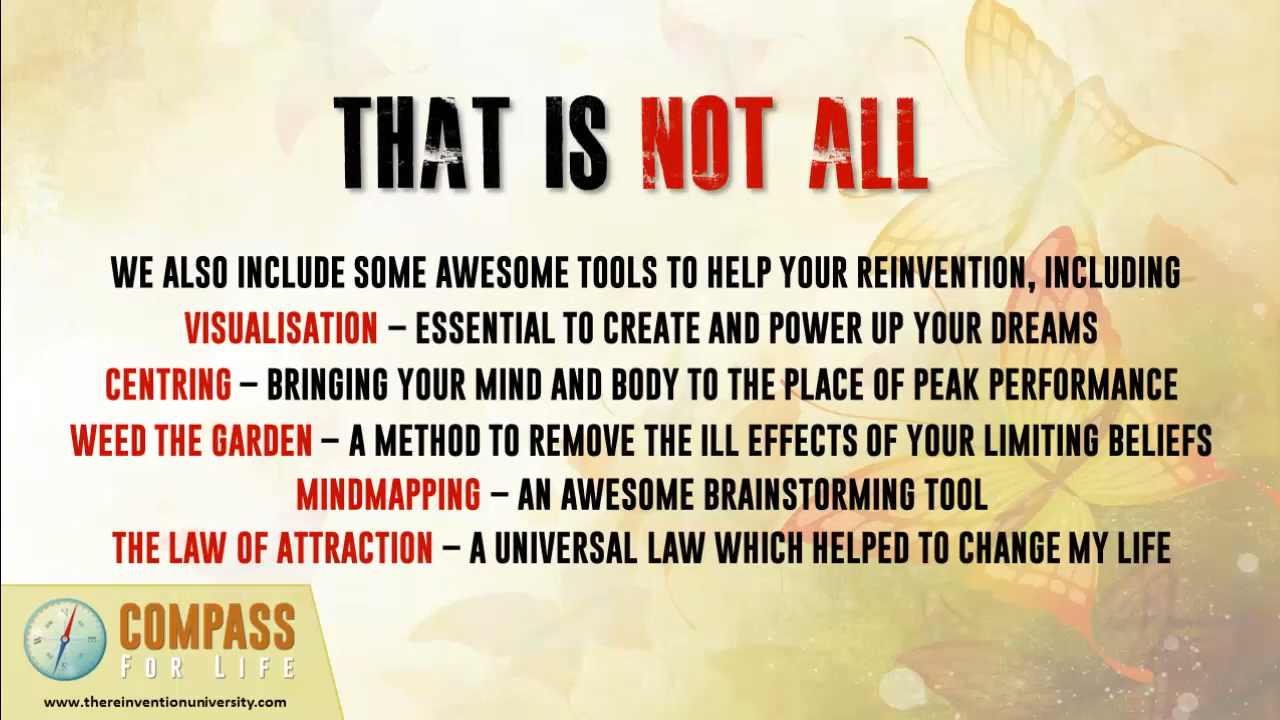 THAT IS NOT ALL
WE ALSO INCLUDE SOME AWESOME TOOLS TO HELP YOUR REINVENTION, INCLUDING
VISUALISATION – ESSENTIAL TO CREATE AND POWER UP YOUR DREAMS
CENTRING – BRINGING YOUR MIND AND BODY TO THE PLACE OF PEAK PERFORMANCE
WEED THE GARDEN – A METHOD TO REMOVE THE ILL EFFECTS OF YOUR LIMITING BELIEFS
MINDMAPPING – AN AWESOME BRAINSTORMING TOOL
THE LAW OF ATTRACTION – A UNIVERSAL LAW WHICH HELPED TO CHANGE MY LIFE
N
W E
S
COMPASS
FOR LIFE
www.thereinventionuniversity.com